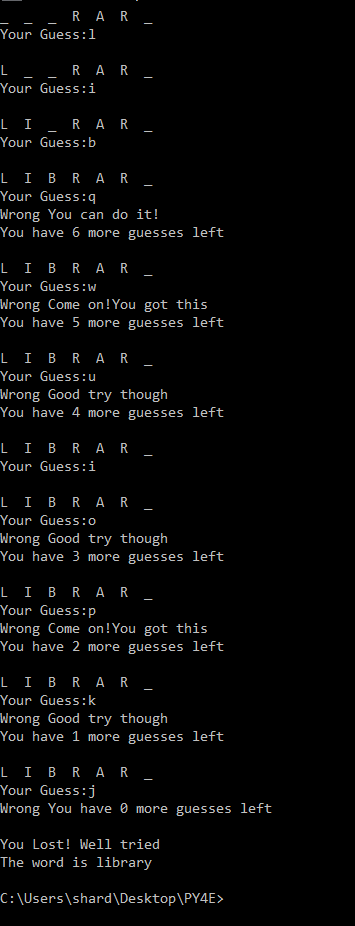 _ _ _ R A R _
Your Guess:l
L _ _ R A R _
Your Guess:i
L I _ R A R _
Your Guess:b
L I B R A R _
Your Guess:q
Wrong You can do it!
You have 6 more guesses left
L I B R A R _
Your Guess:w
Wrong Come on!You got this
You have 5 more guesses left
L I B R A R _
Your Guess:u
Wrong Good try though
You have 4 more guesses left
L I B R A R _
Your Guess:i
L I B R A R _
Your Guess:o
Wrong Good try though
You have 3 more guesses left
L I B R A R _
Your Guess:p
Wrong Come on!You got this
You have 2 more guesses left
L I B R A R _
Your Guess:k
Wrong Good try though
You have 1 more guesses left
L I B R A R _
Your Guess:j
Wrong You have 0 more guesses left
You Lost! Well tried
The word is library
C:\Users\shard\Desktop\PY4E>